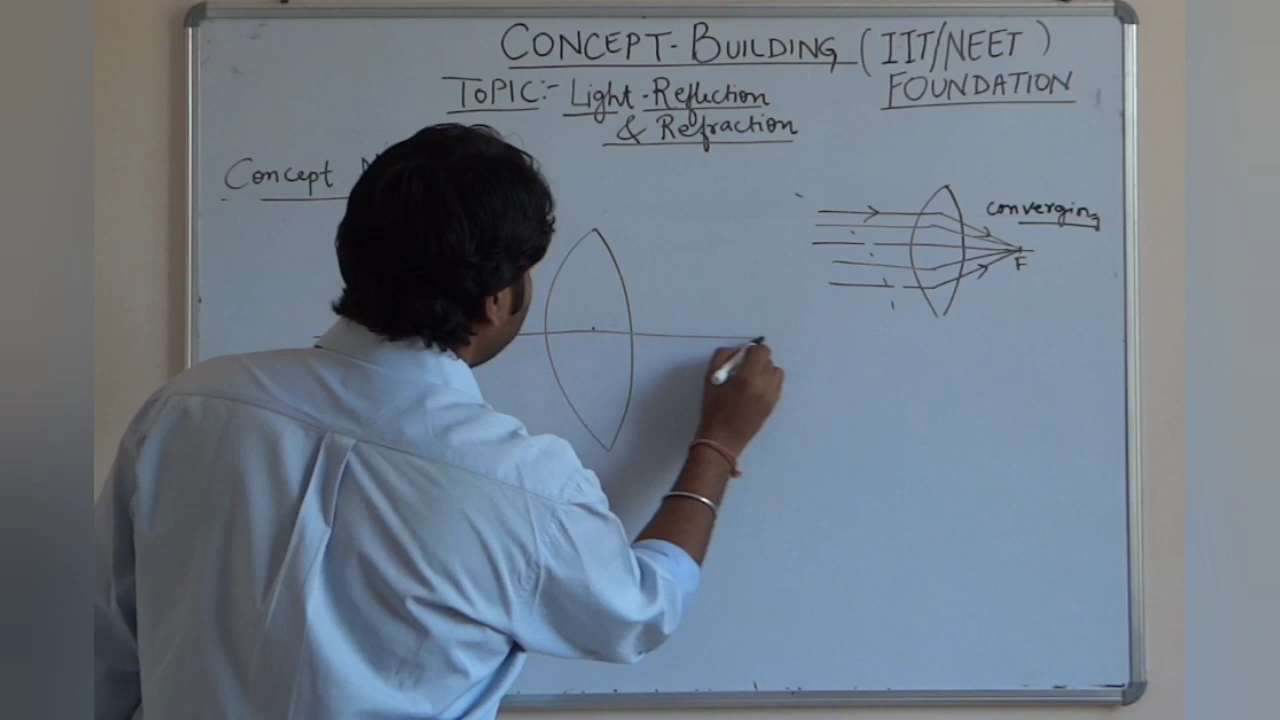 CONCEPT-BUILDING (IIT/NEET)
FOUNDATION
TOPIC:- Light-Reflection
& Refraction
Concept
converging
F